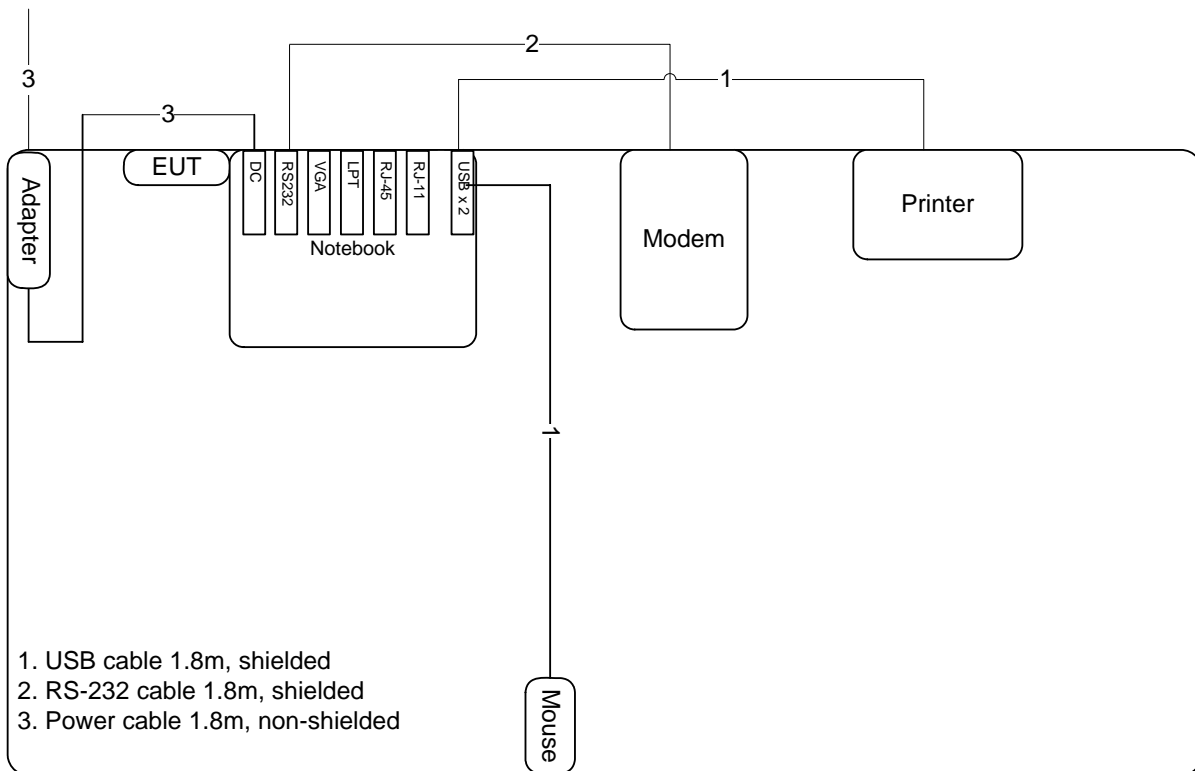 2
3
1
3
EUT
Adapter
DC
RS232
VGA
LPT
RJ-45
RJ-11
USB x 2
Notebook
Modem
Printer
1
1. USB cable 1.8m, shielded
2. RS-232 cable 1.8m, shielded
3. Power cable 1.8m, non-shielded
Mouse